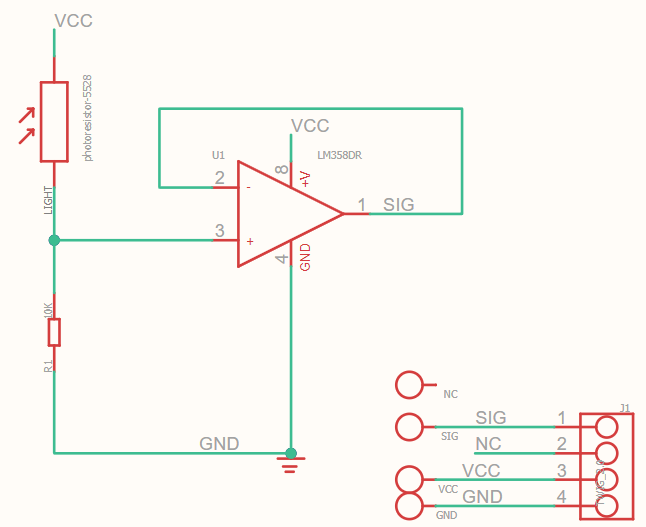 VCC
photoresistor-5528
LIGHT
10K
R1
U1
LM358DR
VCC
8
+V
2
-
3
+
1
SIG
4
GND
GND
NC
SIG
VCC
GND
J1
SIG
1
NC
2
VCC
3
GND
4